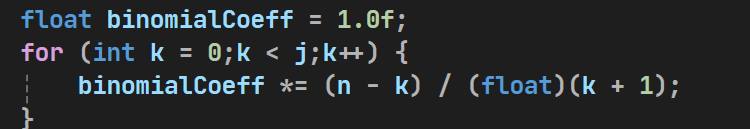 float binomialCoeff = 1.0f;
for (int k = 0;k < j;k++) {
    binomialCoeff *= (n - k) / (float)(k + 1);
}